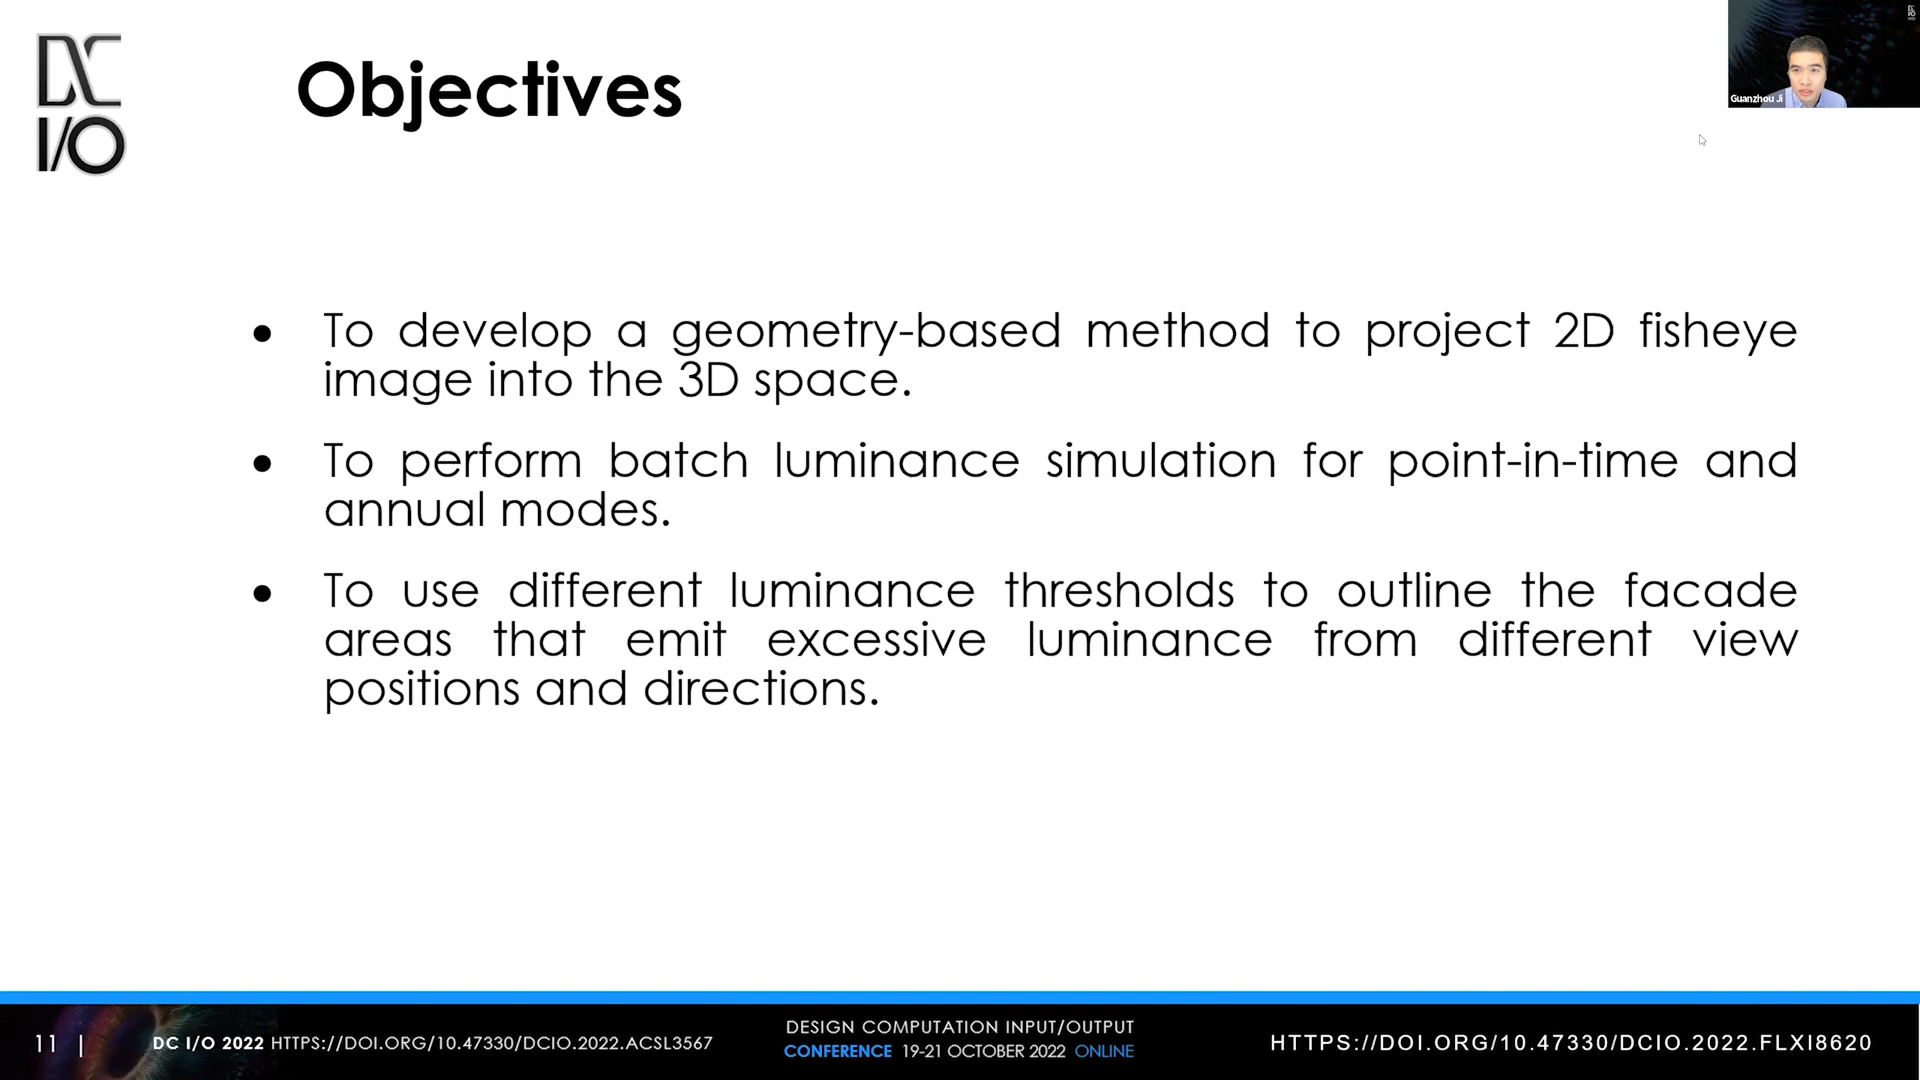 DC
I/O
Objectives
Guanzhou Ji
● To develop a geometry-based method to project 2D fisheye
image into the 3D space.
● To perform batch luminance simulation for point-in-time and
annual modes.
● To use different luminance thresholds to outline the facade
areas that emit excessive luminance from different view
positions and directions.
11 |
DC I/O 2022 HTTPS://DOI.ORG/10.47330/DCIO.2022.ACSL3567
DESIGN COMPUTATION INPUT/OUTPUT
CONFERENCE 19-21 OCTOBER 2022 ONLINE
HTTPS://DOI.ORG/10.47330/DCIO.2022.FLXI8620